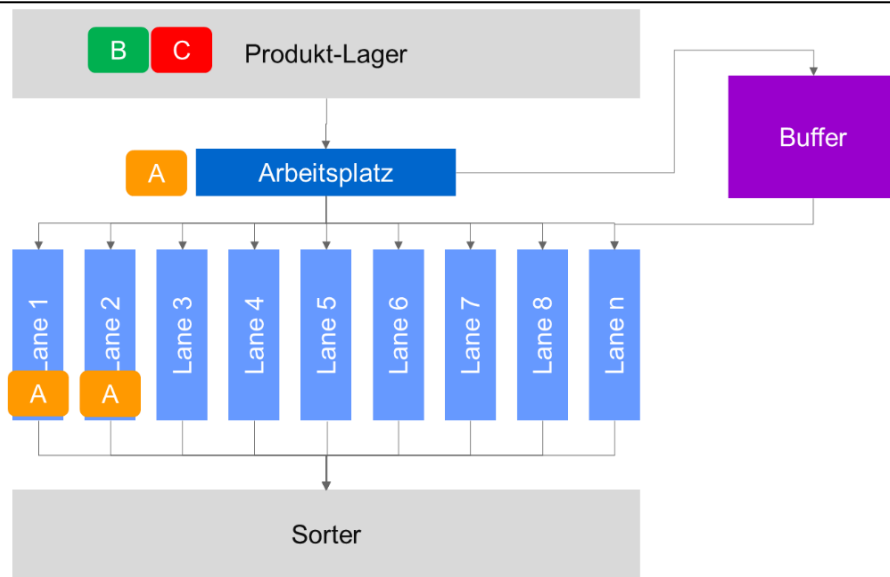 B C Produkt-Lager
Buffer
A Arbeitsplatz
Lane 1
Lane 2
Lane 3
Lane 4
Lane 5
Lane 6
Lane 7
Lane 8
Lane n
A A
Sorter